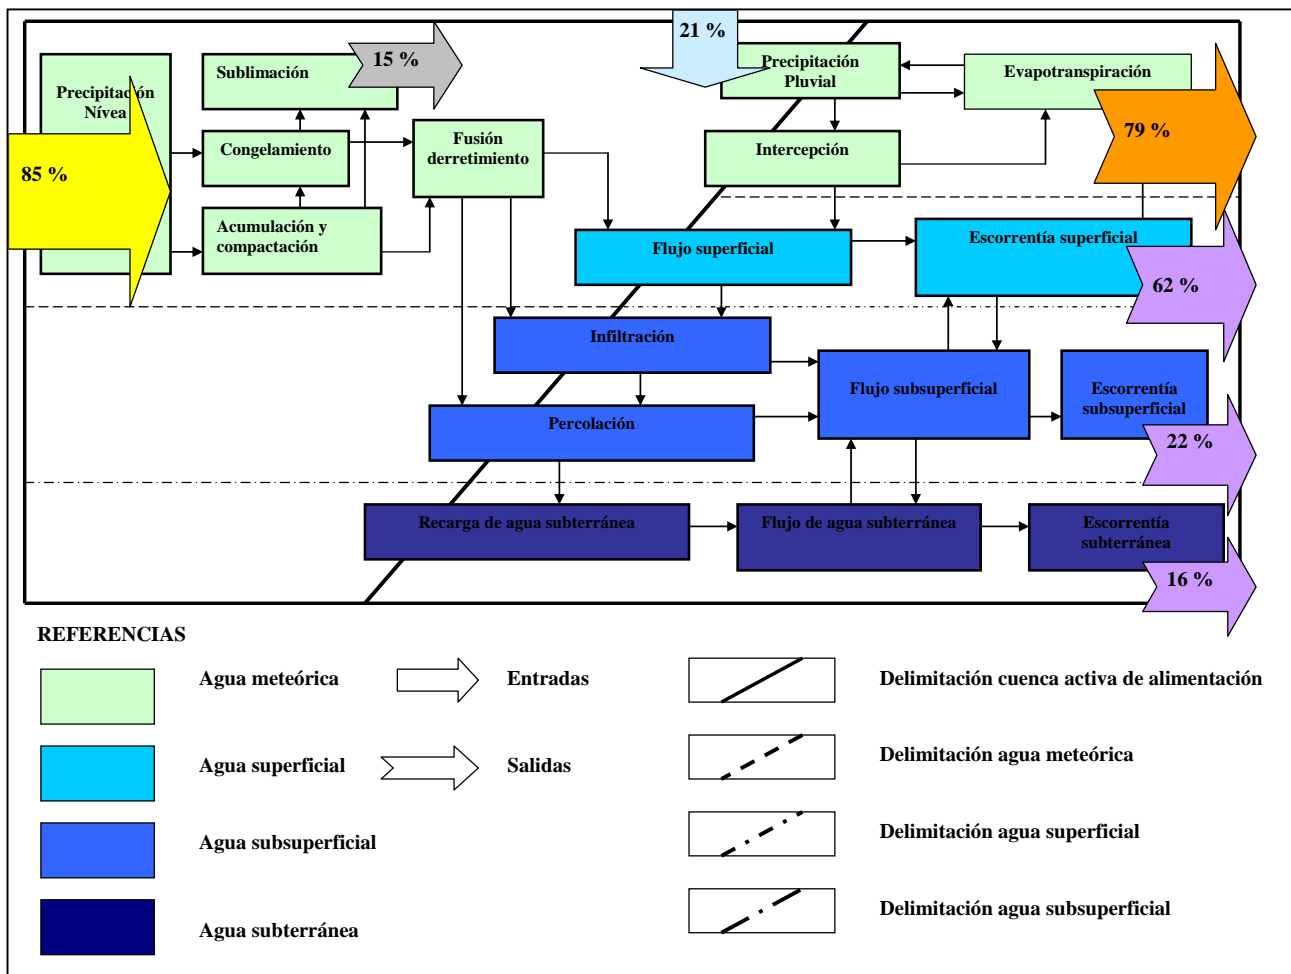 21 %
15 %
Sublimación
Precipitación
Pluvial
Evapotranspiración
Precipitación
Nívea
Fusión
derretimiento
79 %
Congelamiento
Intercepción
85 %
Acumulación y
compactación
Flujo superficial
Escorrentía superficial
62 %
Infiltración
Flujo subsuperficial
Escorrentía
subsuperficial
Percolación
22 %
Recarga de agua subterránea
Flujo de agua subterránea
Escorrentía
subterránea
16 %
REFERENCIAS
Agua meteórica
Entradas
Delimitación cuenca activa de alimentación
Agua superficial
Salidas
Delimitación agua meteórica
Agua subsuperficial
Delimitación agua superficial
Agua subterránea
Delimitación agua subsuperficial